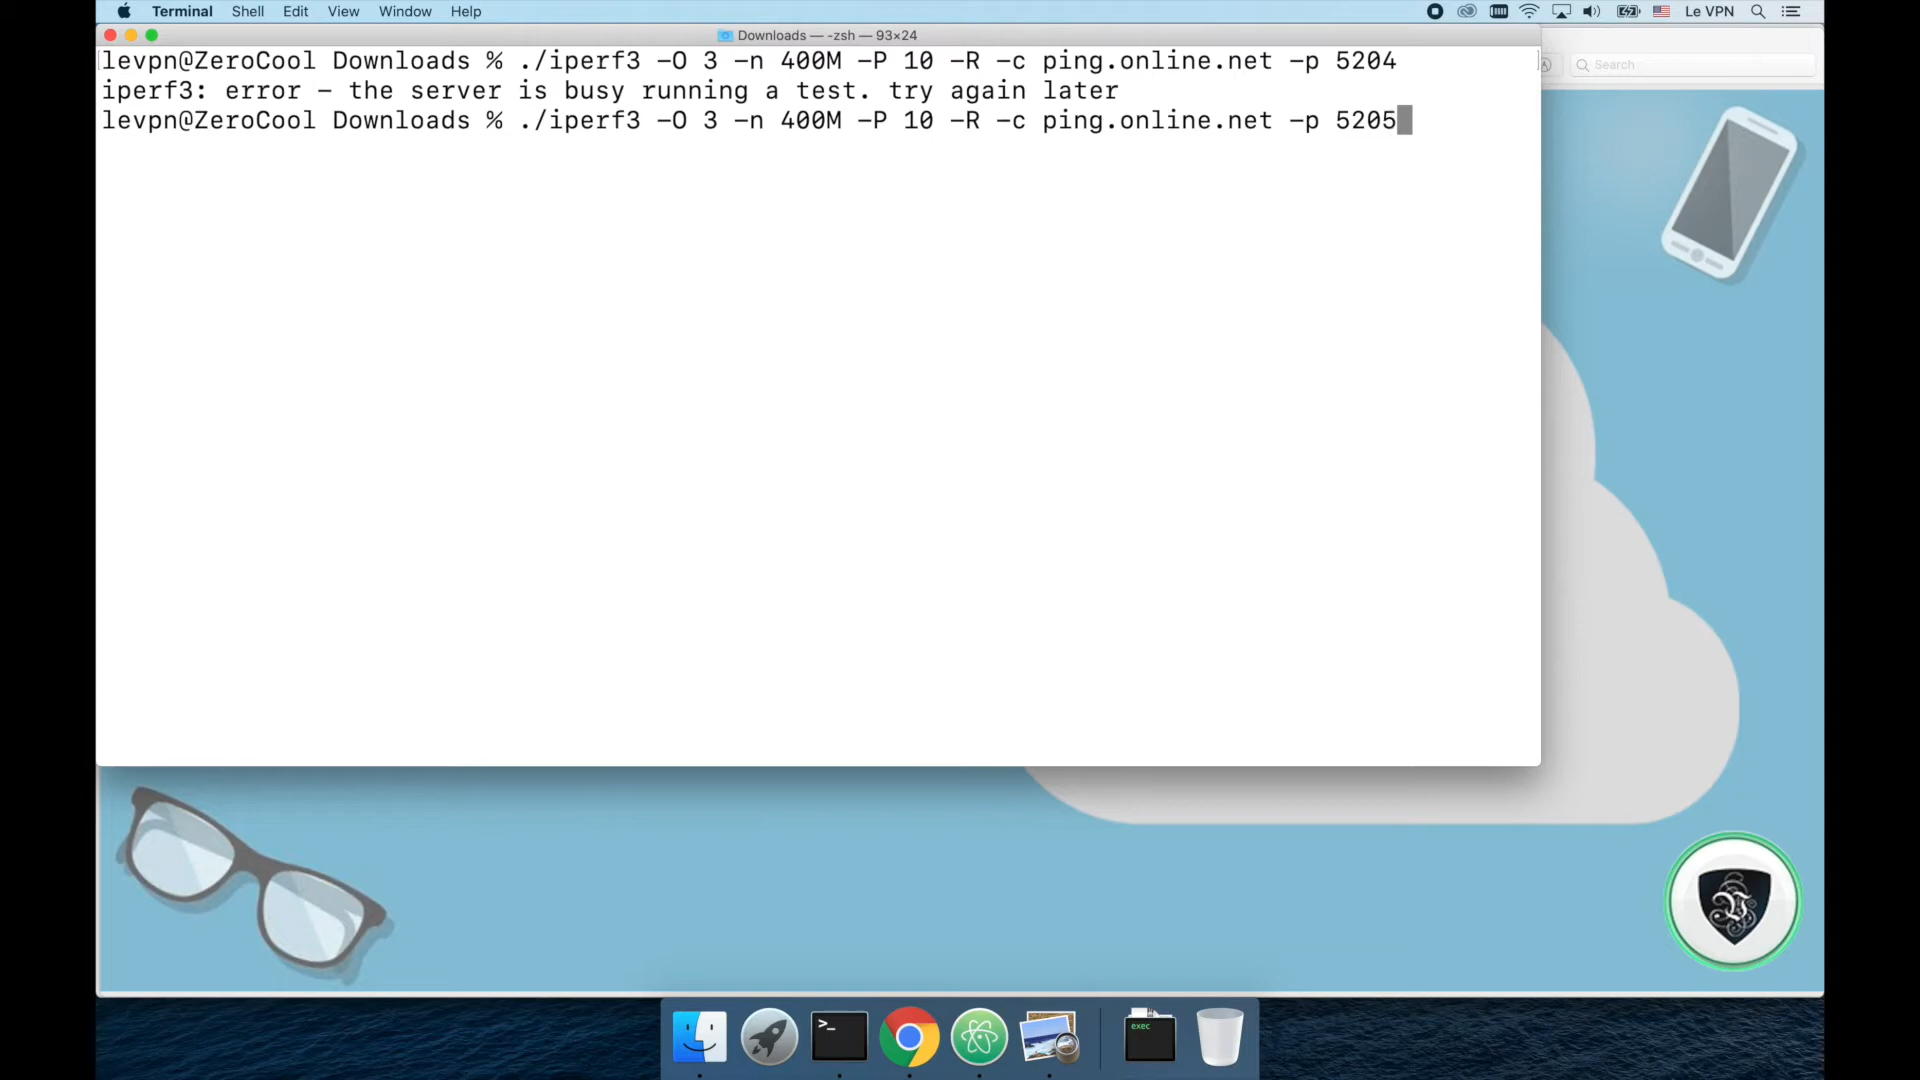 Terminal Shell Edit View Window Help Le VPN
Downloads — -zsh — 93×24
levpn@ZeroCool Downloads % ./iperf3 -O 3 -n 400M -P 10 -R -c ping.online.net -p 5204
Search
iperf3: error - the server is busy running a test. try again later
levpn@ZeroCool Downloads % ./iperf3 -O 3 -n 400M -P 10 -R -c ping.online.net -p 5205
>_
exec